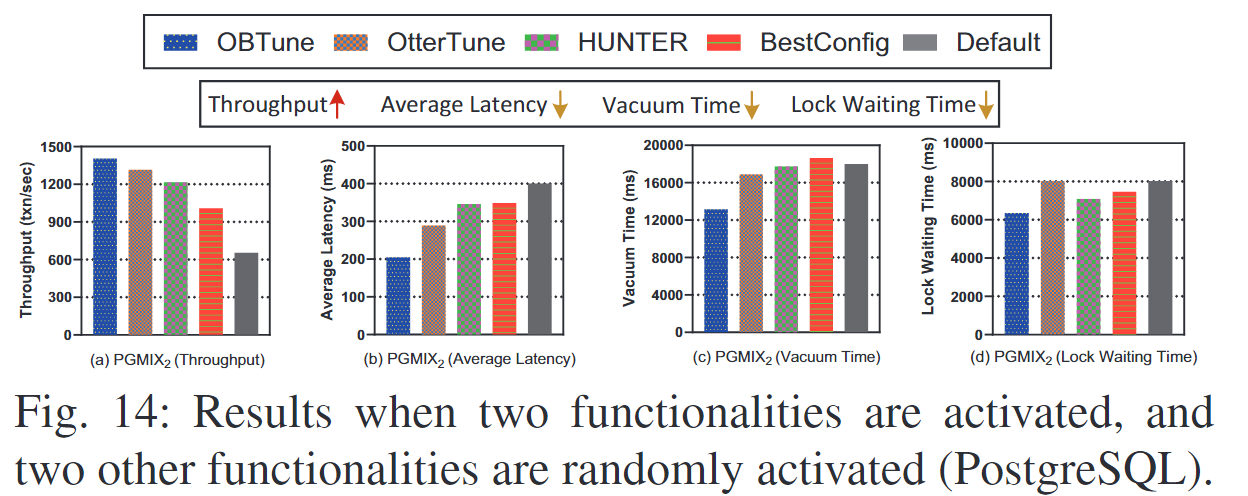 OBTune OtterTune HUNTER BestConfig Default
Throughput Average Latency Vacuum Time Lock Waiting Time
Throughput (txn/sec)
1500
1200
900
600
300
0
(a) PGMIX2 (Throughput)
Average Latency (ms)
500
400
300
200
100
0
(b) PGMIX2 (Average Latency)
Vacuum Time (ms)
20000
16000
12000
8000
4000
0
(c) PGMIX2 (Vacuum Time)
Lock Waiting Time (ms)
10000
8000
6000
4000
2000
0
(d) PGMIX2 (Lock Waiting Time)
Fig. 14: Results when two functionalities are activated, and
two other functionalities are randomly activated (PostgreSQL).